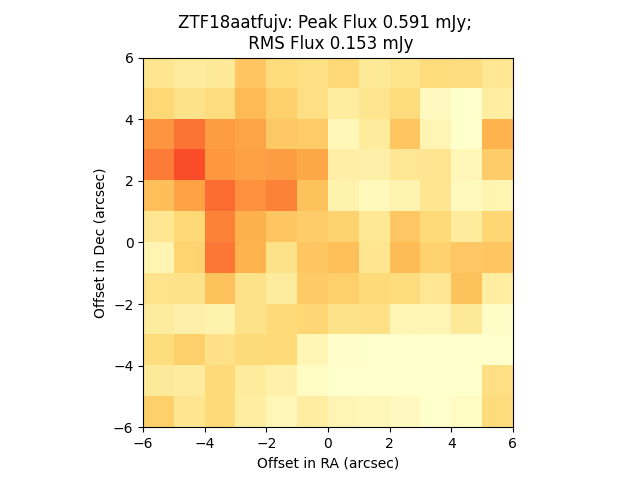 ZTF18aatfujv: Peak Flux 0.591 mJy;
RMS Flux 0.153 mJy
6
4
2
0
−2
−4
−6
Offset in Dec (arcsec)
−6 −4 −2 0 2 4 6
Offset in RA (arcsec)